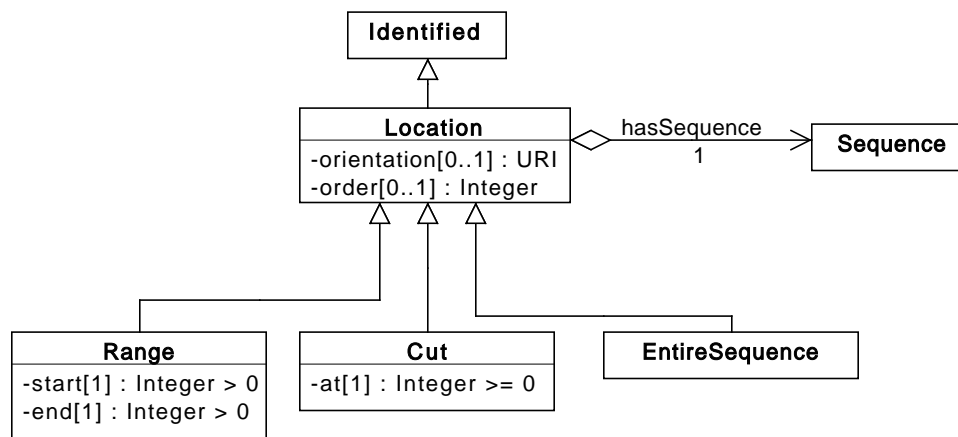 Identified
Location
-orientation[0..1] : URI
-order[0..1] : Integer
hasSequence
1
Sequence
Range
-start[1] : Integer > 0
-end[1] : Integer > 0
Cut
-at[1] : Integer >= 0
EntireSequence